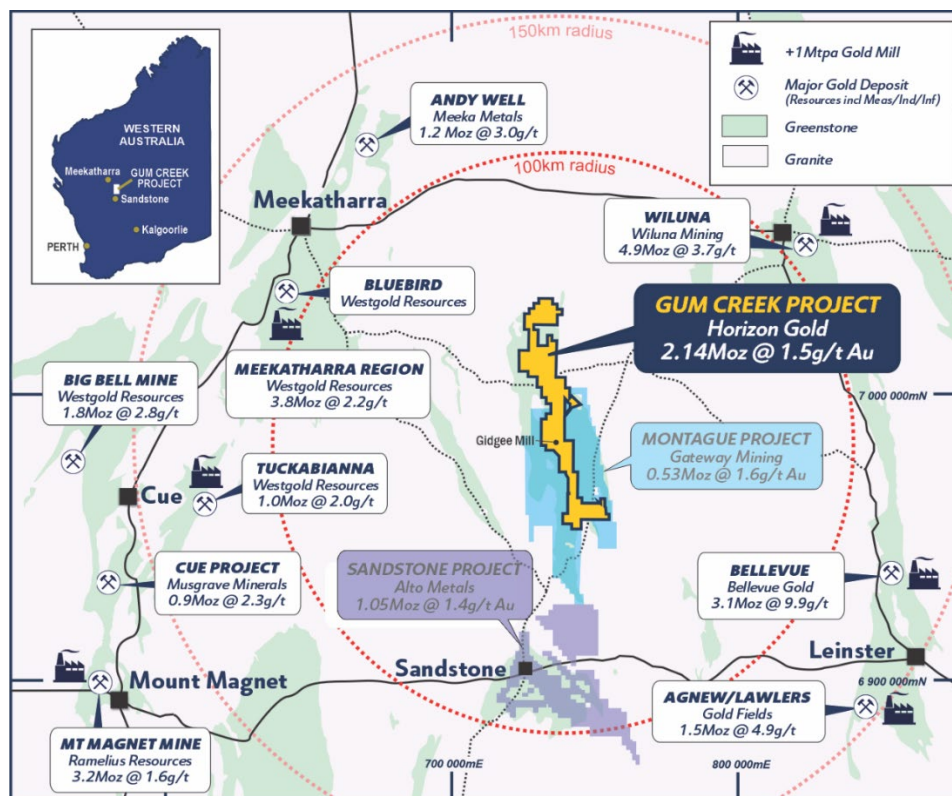 150km radius
100km radius
WESTERN
AUSTRALIA
Meekatharra
GUM CREEK
PROJECT
Sandstone
Kalgoorlie
PERTH
+1Mtpa Gold Mill
Major Gold Deposit
(Resources incl Meas/Ind/Inf)
Greenstone
Granite
ANDY WELL
Meeka Metals
1.2 Moz @ 3.0g/t
Meekatharra
WILUNA
Wiluna Mining
4.9Moz @ 3.7g/t
BLUEBIRD
Westgold Resources
GUM CREEK PROJECT
Horizon Gold
2.14Moz @ 1.5g/t Au
MEEKATHARRA REGION
Westgold Resources
3.8Moz @ 2.2g/t
BIG BELL MINE
Westgold Resources
1.8Moz @ 2.8g/t
7 000 000mN
Gidgee Mill
MONTAGUE PROJECT
Gateway Mining
0.53Moz @ 1.6g/t Au
TUCKABIANNA
Westgold Resources
1.0Moz @ 2.0g/t
Cue
CUE PROJECT
Musgrave Minerals
0.9Moz @ 2.3g/t
SANDSTONE PROJECT
Alto Metals
1.05Moz @ 1.4g/t Au
BELLEVUE
Bellevue Gold
3.1Moz @ 9.9g/t
Leinster
Sandstone
6 900 000mN
Mount Magnet
AGNEW/LAWLERS
Gold Fields
1.5Moz @ 4.9g/t
MT MAGNET MINE
Ramelius Resources
3.2Moz @ 1.6g/t
700 000mE
800 000mE